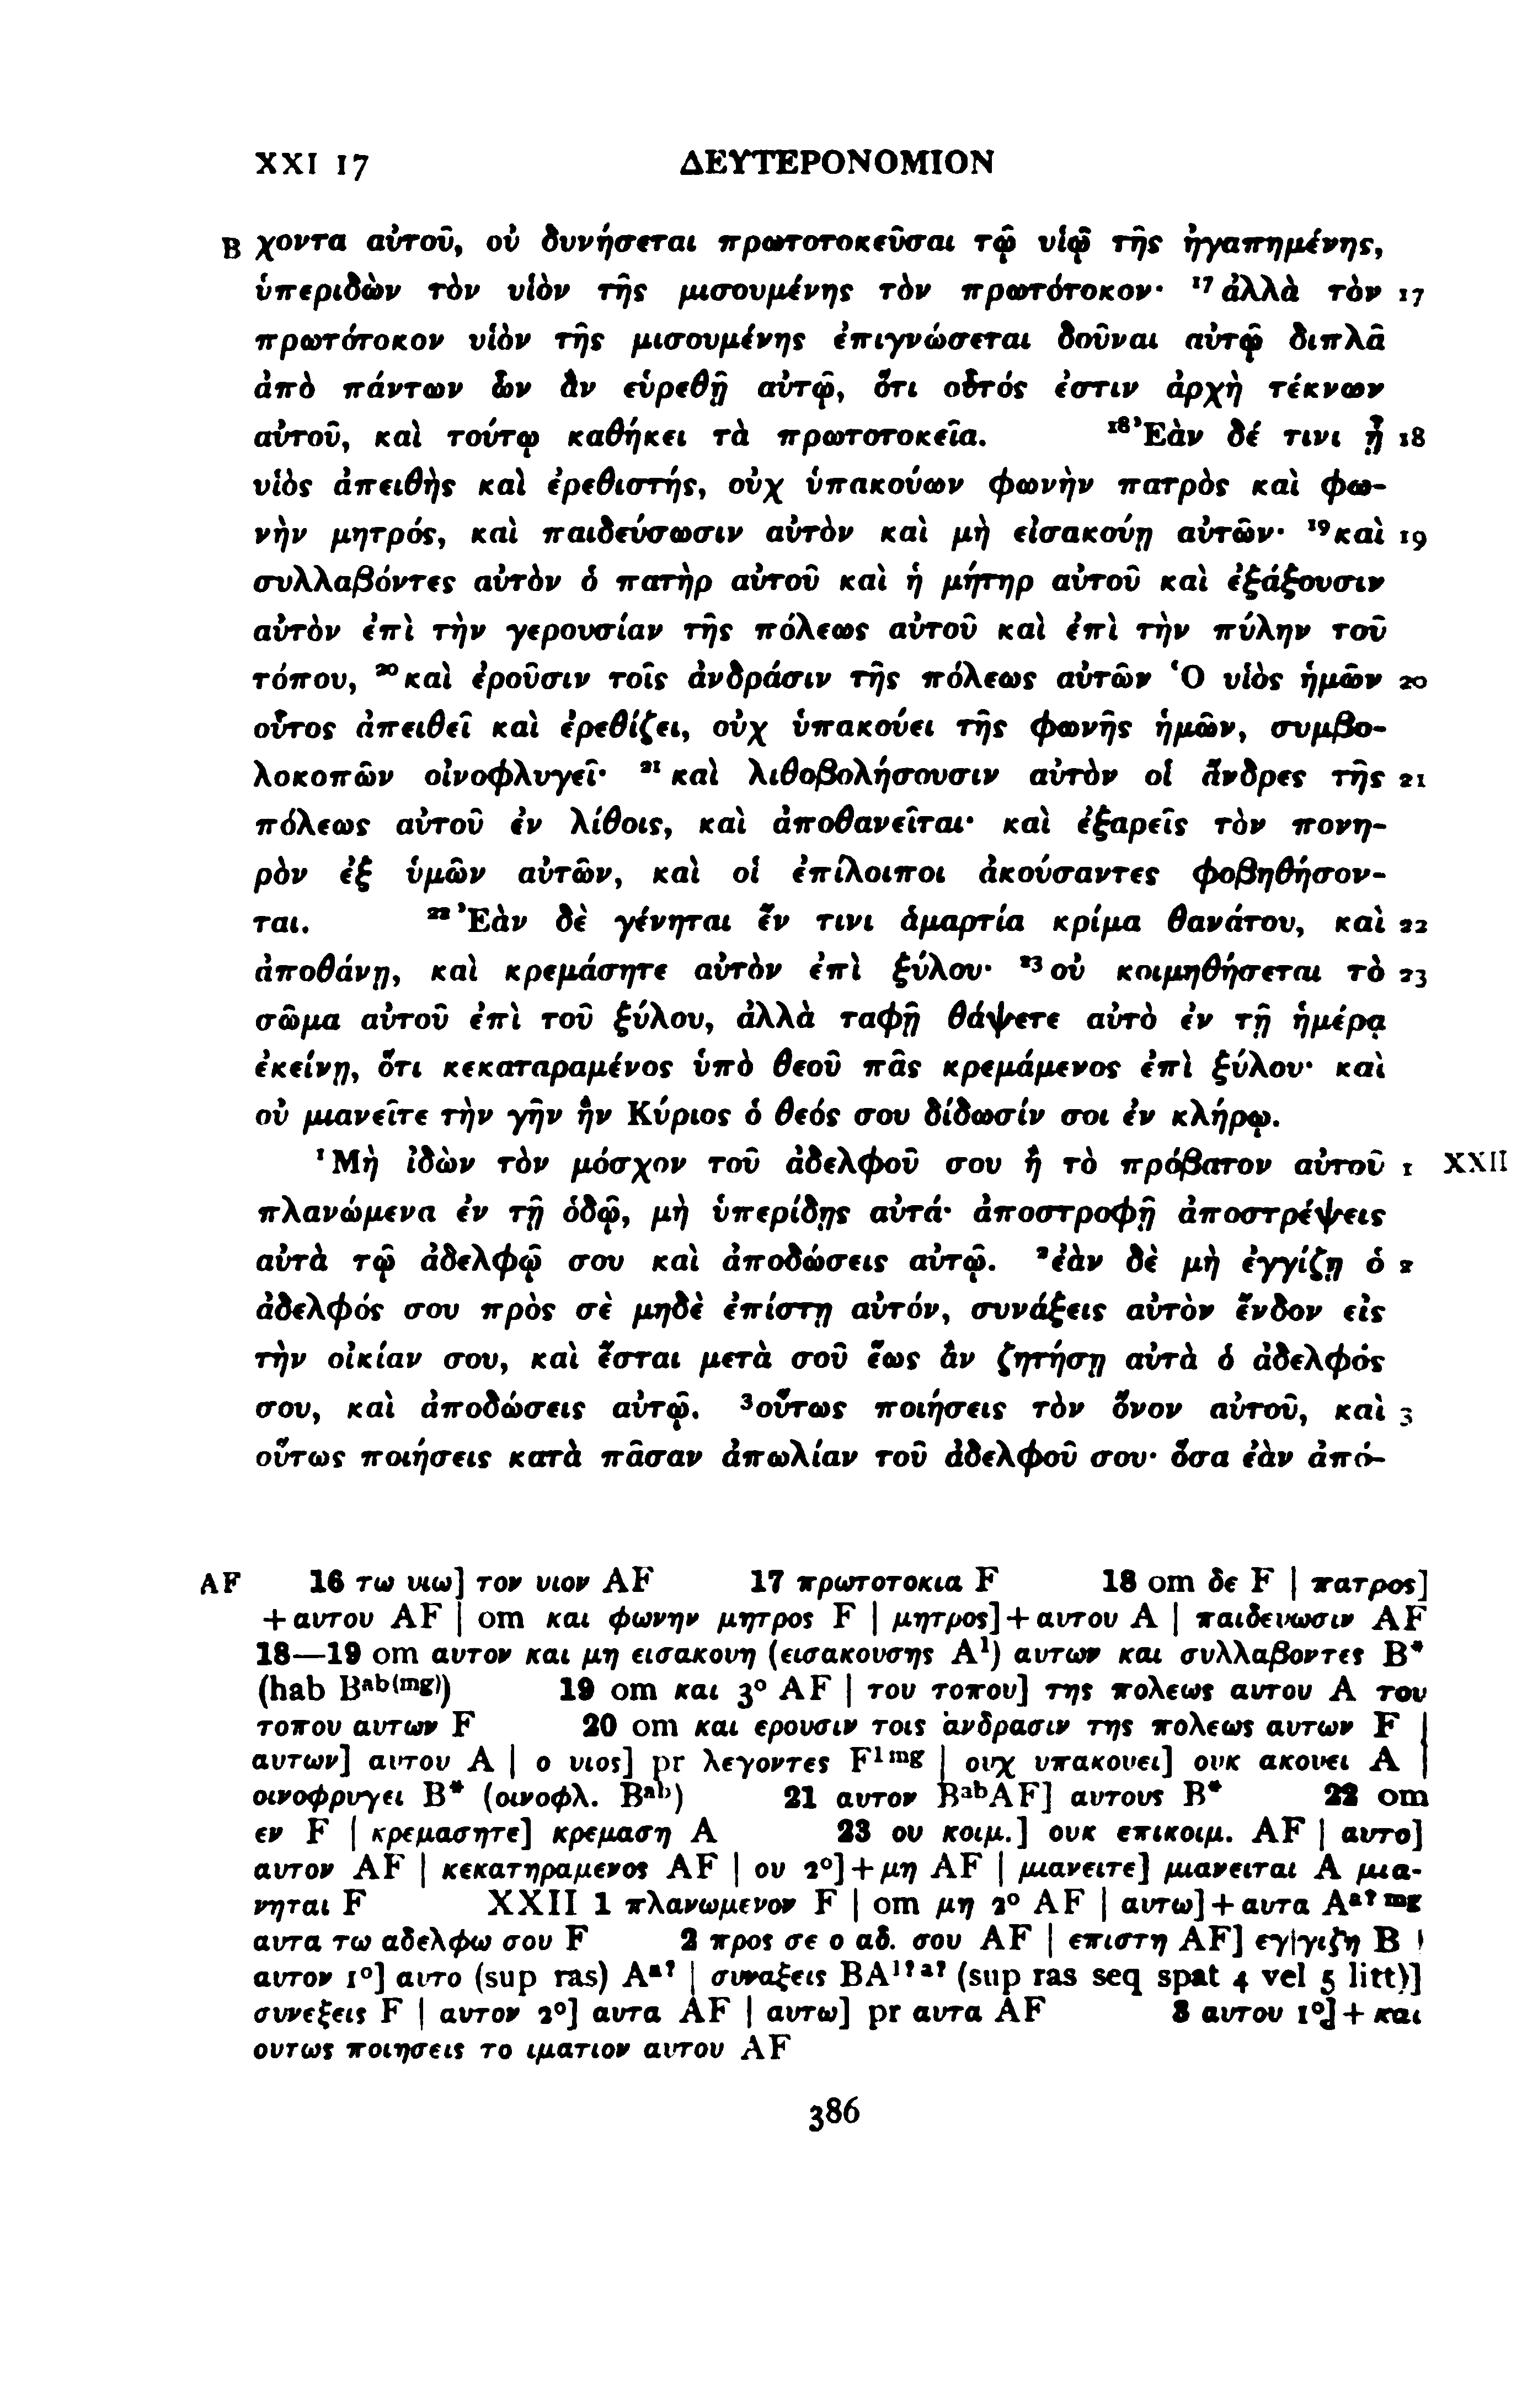 XXI 17 ΔΕΥΤΕΡΟΝΟΜΙΟΝ
B χοντα αὐτοῦ, οὐ δυνήσεται πρωτοτοκεῦσαι τῷ υἱῷ τῆς ἠγαπημένης,
ὑπεριδὼν τὸν υἱὸν τῆς μισουμένης τὸν πρωτότοκον· ¹⁷ἀλλὰ τὸν 17
πρωτότοκον υἱὸν τῆς μισουμένης ἐπιγνώσεται δοῦναι αὐτῷ διπλᾶ
ἀπὸ πάντων ὧν ἂν εὑρεθῇ αὐτῷ, ὅτι οὗτός ἐστιν ἀρχὴ τέκνων
αὐτοῦ, καὶ τούτῳ καθήκει τὰ πρωτοτοκεῖα. ¹⁸Ἐὰν δέ τινι ᾖ 18
υἱὸς ἀπειθὴς καὶ ἐρεθιστής, οὐχ ὑπακούων φωνὴν πατρὸς καὶ φω-
νὴν μητρός, καὶ παιδεύσωσιν αὐτὸν καὶ μὴ εἰσακούῃ αὐτῶν· ¹⁹καὶ 19
συλλαβόντες αὐτὸν ὁ πατὴρ αὐτοῦ καὶ ἡ μήτηρ αὐτοῦ καὶ ἐξάξουσιν
αὐτὸν ἐπὶ τὴν γερουσίαν τῆς πόλεως αὐτοῦ καὶ ἐπὶ τὴν πύλην τοῦ
τόπου, ²⁰καὶ ἐροῦσιν τοῖς ἀνδράσιν τῆς πόλεως αὐτῶν Ὁ υἱὸς ἡμῶν 20
οὗτος ἀπειθεῖ καὶ ἐρεθίζει, οὐχ ὑπακούει τῆς φωνῆς ἡμῶν, συμβο-
λοκοπῶν οἰνοφλυγεῖ· ²¹καὶ λιθοβολήσουσιν αὐτὸν οἱ ἄνδρες τῆς 21
πόλεως αὐτοῦ ἐν λίθοις, καὶ ἀποθανεῖται· καὶ ἐξαρεῖς τὸν πονη-
ρὸν ἐξ ὑμῶν αὐτῶν, καὶ οἱ ἐπίλοιποι ἀκούσαντες φοβηθήσον-
ται. ²²Ἐὰν δὲ γένηται ἔν τινι ἁμαρτία κρίμα θανάτου, καὶ 22
ἀποθάνῃ, καὶ κρεμάσητε αὐτὸν ἐπὶ ξύλου· ²³οὐ κοιμηθήσεται τὸ 23
σῶμα αὐτοῦ ἐπὶ τοῦ ξύλου, ἀλλὰ ταφῇ θάψετε αὐτὸ ἐν τῇ ἡμέρᾳ
ἐκείνῃ, ὅτι κεκαταραμένος ὑπὸ θεοῦ πᾶς κρεμάμενος ἐπὶ ξύλου· καὶ
οὐ μιανεῖτε τὴν γῆν ἣν Κύριος ὁ θεός σου δίδωσίν σοι ἐν κλήρῳ.
¹Μὴ ἰδὼν τὸν μόσχον τοῦ ἀδελφοῦ σου ἢ τὸ πρόβατον αὐτοῦ 1 XXII
πλανώμενα ἐν τῇ ὁδῷ, μὴ ὑπερίδῃς αὐτά· ἀποστροφῇ ἀποστρέψεις
αὐτὰ τῷ ἀδελφῷ σου καὶ ἀποδώσεις αὐτῷ. ²ἐὰν δὲ μὴ ἐγγίζῃ ὁ 2
ἀδελφός σου πρὸς σὲ μηδὲ ἐπίστῃ αὐτόν, συνάξεις αὐτὸν ἔνδον εἰς
τὴν οἰκίαν σου, καὶ ἔσται μετὰ σοῦ ἕως ἂν ζητήσῃ αὐτὰ ὁ ἀδελφός
σου, καὶ ἀποδώσεις αὐτῷ. ³οὕτως ποιήσεις τὸν ὄνον αὐτοῦ, καὶ 3
οὕτως ποιήσεις κατὰ πᾶσαν ἀπωλίαν τοῦ ἀδελφοῦ σου· ὅσα ἐὰν ἀπό-
AF 16 τω υιω] τον υιον AF 17 πρωτοτοκια F 18 om δε F | πατρος]
+αυτου AF | om και φωνην μητρος F | μητρος]+αυτου A | παιδευωσιν AF
18—19 om αυτον και μη εισακουη (εισακουσης A¹) αυτων και συλλαβοντες B*
(hab Bᵃᵇ⁽ᵐᵍ⁾) 19 om και 3° AF | του τοπου] της πολεως αυτου A του
τοπου αυτων F 20 om και ερουσιν τοις ανδρασιν της πολεως αυτων F |
αυτων] αυτου A | ο υιος] pr λεγοντες F¹ᵐᵍ | ουχ υπακουει] ουκ ακουει A |
οινοφρυγει B* (οινοφλ. Bᵃᵇ) 21 αυτον BᵃᵇAF] αυτους B* 22 om
εν F | κρεμασητε] κρεμαση A 23 ου κοιμ.] ουκ επικοιμ. AF | αυτο]
αυτον AF | κεκατηραμενος AF | ου 2°]+μη AF | μιανειτε] μιανειται A μια-
νηται F XXII 1 πλανωμενον F | om μη 2° AF | αυτω]+αυτα Aᵃ?ᵐᵍ
αυτα τω αδελφω σου F 2 προς σε ο αδ. σου AF | επιστη AF] εγ|γιζη B |
αυτον 1°] αυτο (sup ras) Aᵃ? | συναξεις BA¹?ᵃ? (sup ras seq spat 4 vel 5 litt)]
συνεξεις F | αυτον 2°] αυτα AF | αυτω] pr αυτα AF 3 αυτου 1°]+και
ουτως ποιησεις το ιματιον αυτου AF
386